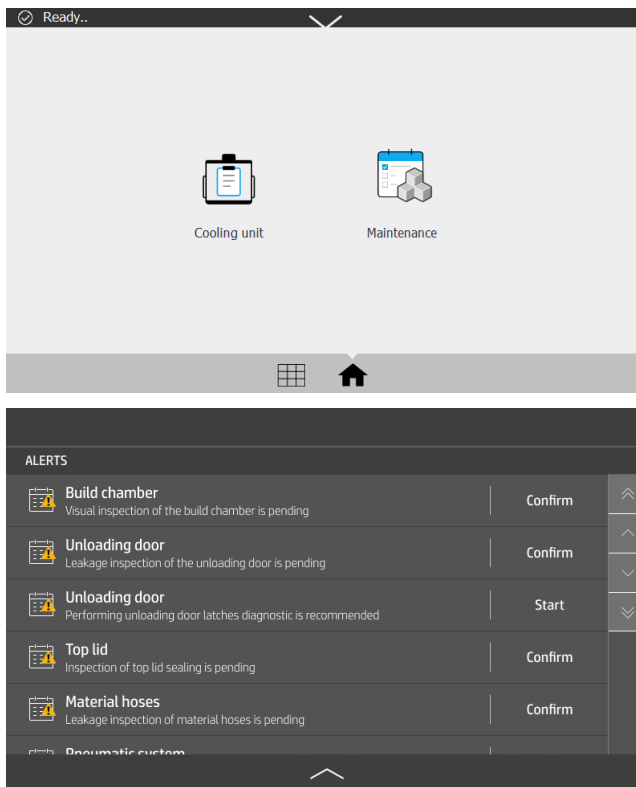 Ready..
Cooling unit
Maintenance
ALERTS
Build chamber
Visual inspection of the build chamber is pending
Confirm
Unloading door
Leakage inspection of the unloading door is pending
Confirm
Unloading door
Performing unloading door latches diagnostic is recommended
Start
Top lid
Inspection of top lid sealing is pending
Confirm
Material hoses
Leakage inspection of material hoses is pending
Confirm
Pneumatic system